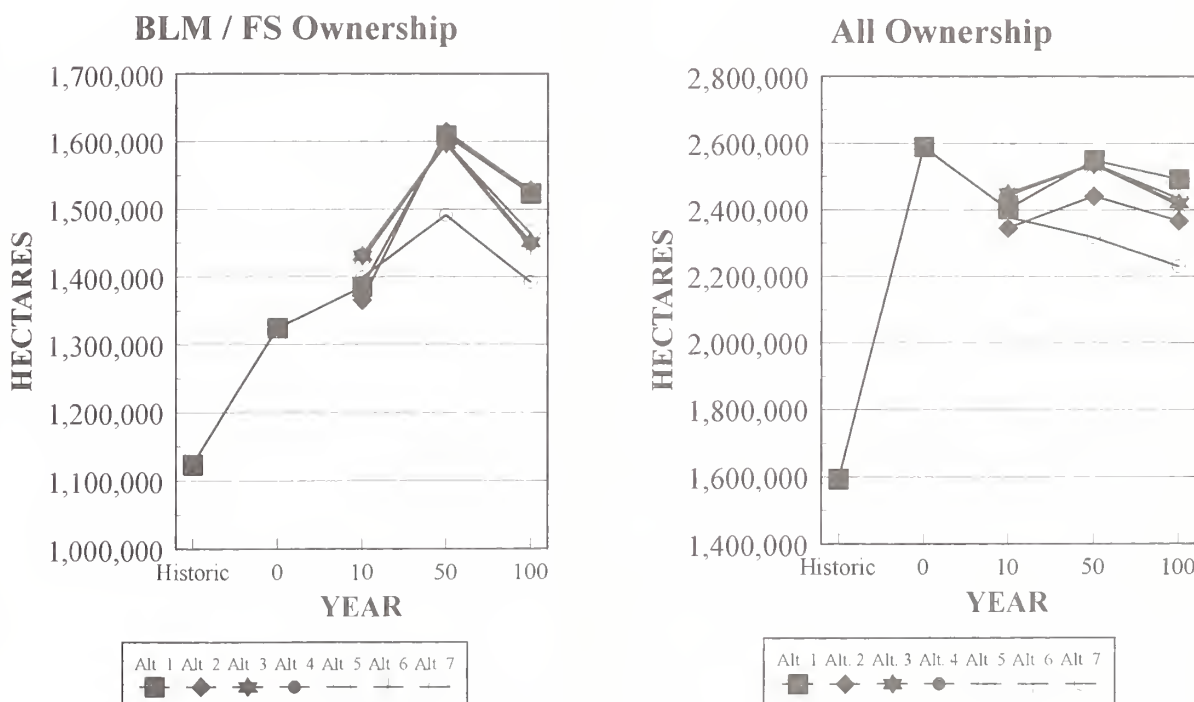 BLM / FS Ownership
1,700,000
1,600,000
1,500,000
1,400,000
1,300,000
1,200,000
1,100,000
1,000,000
HECTARES
Historic 0 10 50 100
YEAR
Alt 1 Alt 2 Alt 3 Alt 4 Alt 5 Alt 6 Alt 7
All Ownership
2,800,000
2,600,000
2,400,000
2,200,000
2,000,000
1,800,000
1,600,000
1,400,000
HECTARES
Historic 0 10 50 100
YEAR
Alt 1 Alt. 2 Alt. 3 Alt. 4 Alt 5 Alt 6 Alt 7